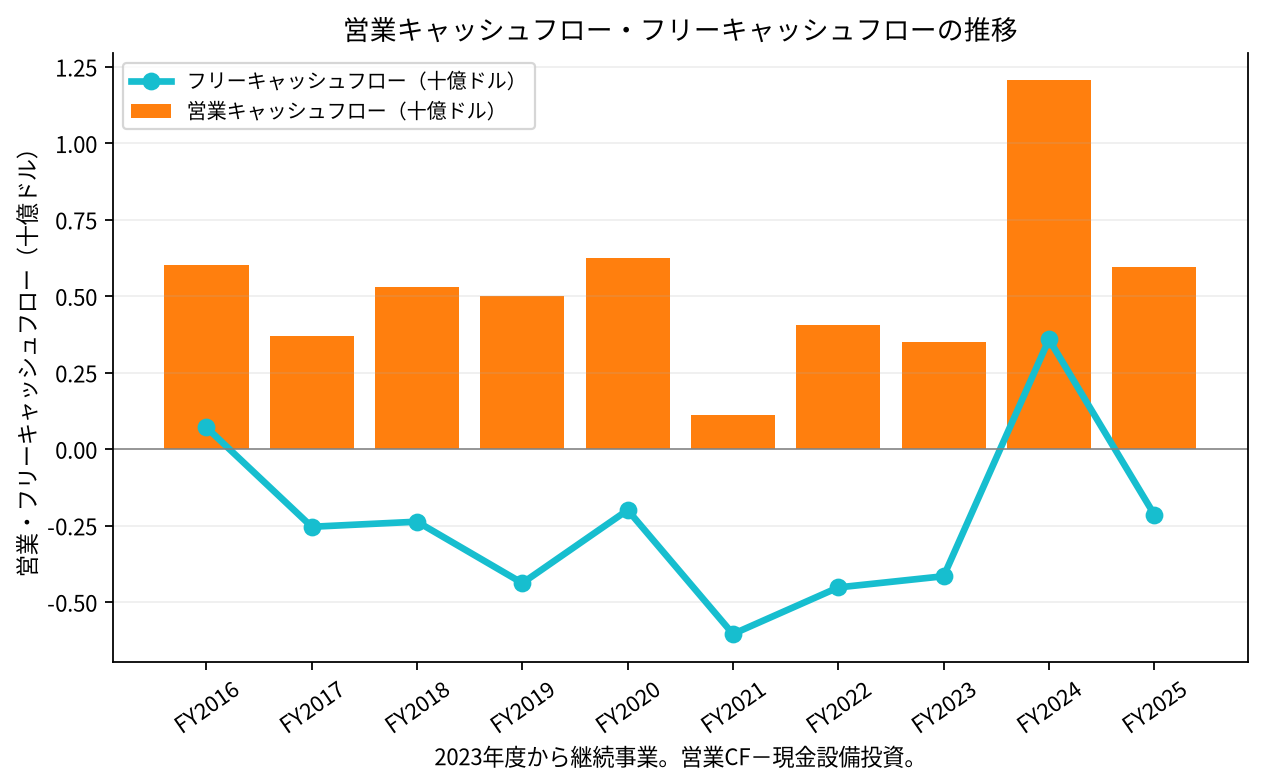 営業キャッシュフロー・フリーキャッシュフローの推移
フリーキャッシュフロー（十億ドル）
営業キャッシュフロー（十億ドル）
営業・フリーキャッシュフロー（十億ドル）
1.25
1.00
0.75
0.50
0.25
0.00
-0.25
-0.50
FY2016
FY2017
FY2018
FY2019
FY2020
FY2021
FY2022
FY2023
FY2024
FY2025
2023年度から継続事業。営業CF－現金設備投資。